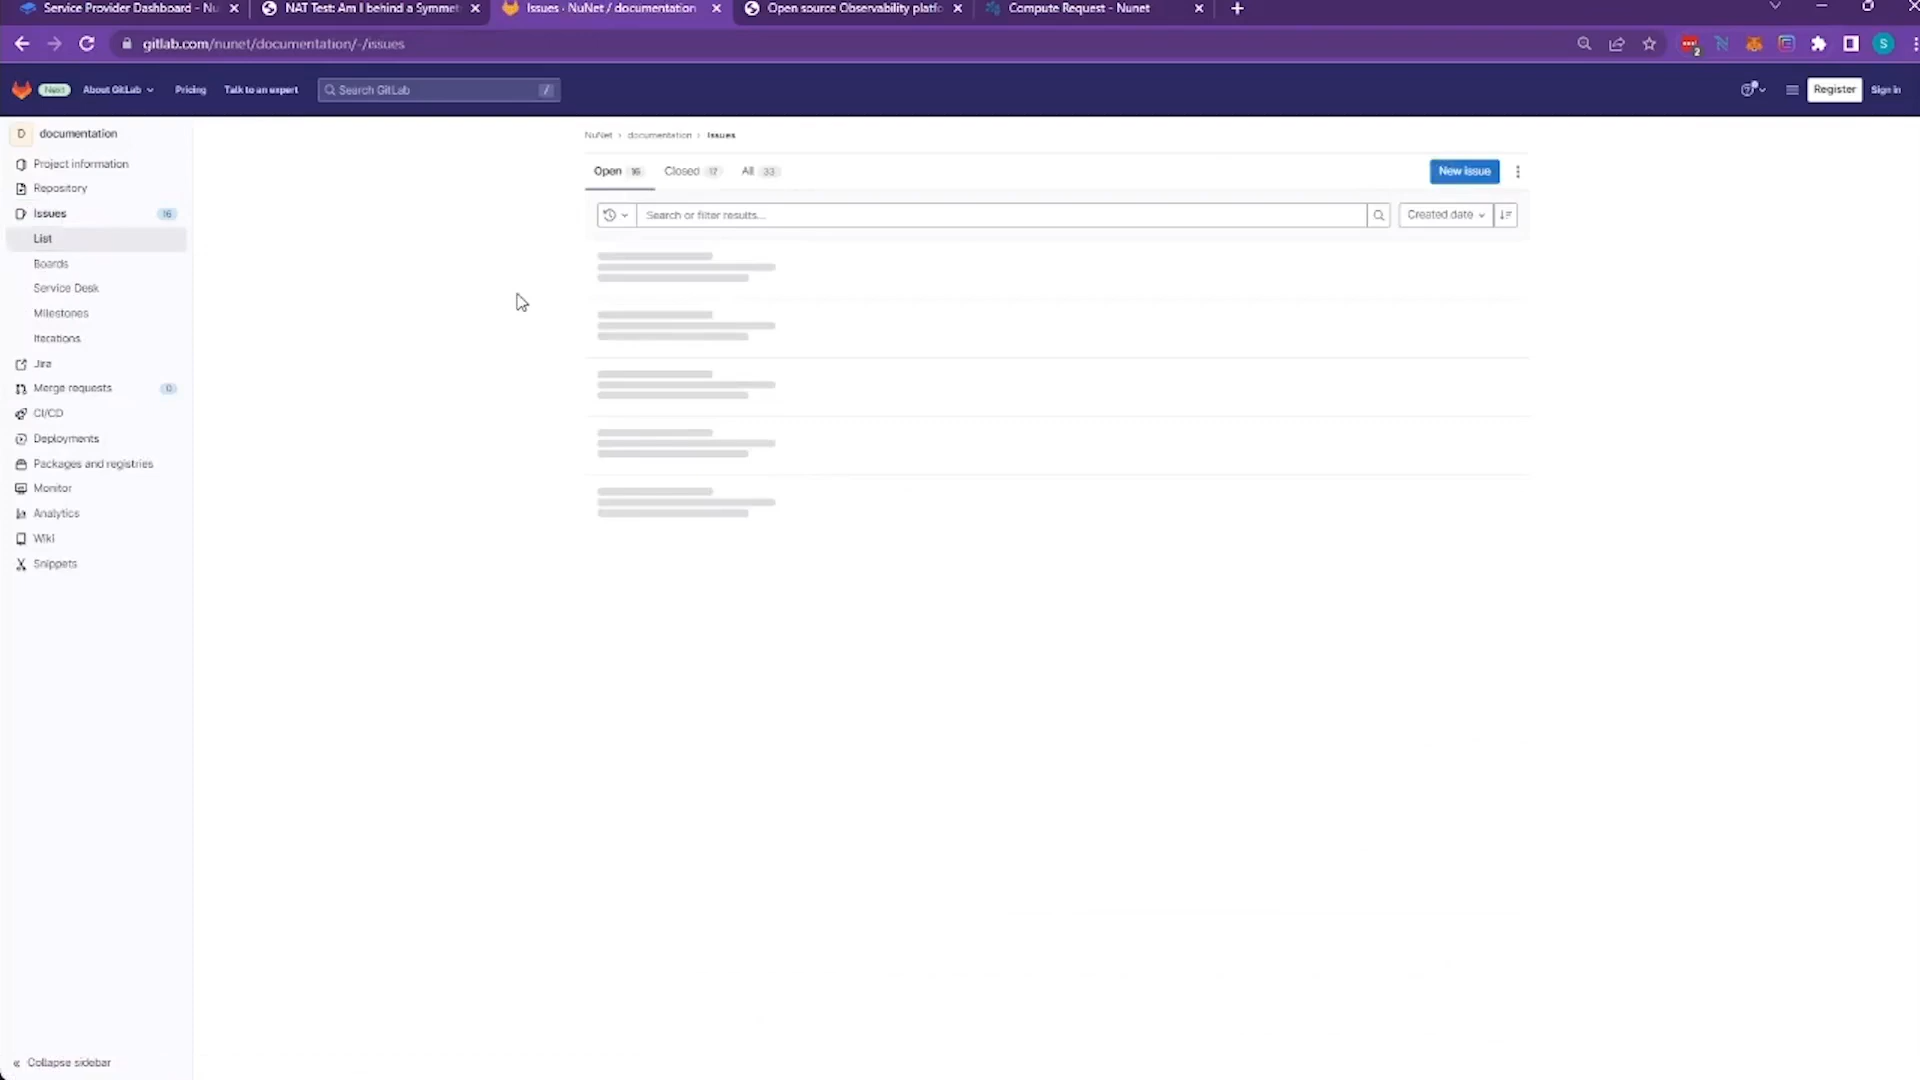 Service Provider Dashboard - Nu
NAT Test: Am I behind a Symmet
Issues · NuNet / documentation
Open source Observability platfo
Compute Request - Nunet
gitlab.com/nunet/documentation/-/issues
2
S
Next
About GitLab
Pricing
Talk to an expert
Search GitLab
/
Register
Sign in
D
documentation
Project information
Repository
Issues 16
List
Boards
Service Desk
Milestones
Iterations
Jira
Merge requests 0
CI/CD
Deployments
Packages and registries
Monitor
Analytics
Wiki
Snippets
« Collapse sidebar
NuNet › documentation › Issues
Open 16 Closed 17 All 33
New issue
Search or filter results...
Created date